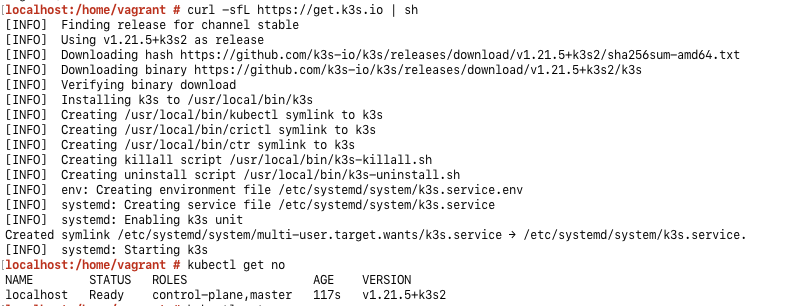 [localhost:/home/vagrant # curl -sfL https://get.k3s.io | sh
[INFO]  Finding release for channel stable
[INFO]  Using v1.21.5+k3s2 as release
[INFO]  Downloading hash https://github.com/k3s-io/k3s/releases/download/v1.21.5+k3s2/sha256sum-amd64.txt
[INFO]  Downloading binary https://github.com/k3s-io/k3s/releases/download/v1.21.5+k3s2/k3s
[INFO]  Verifying binary download
[INFO]  Installing k3s to /usr/local/bin/k3s
[INFO]  Creating /usr/local/bin/kubectl symlink to k3s
[INFO]  Creating /usr/local/bin/crictl symlink to k3s
[INFO]  Creating /usr/local/bin/ctr symlink to k3s
[INFO]  Creating killall script /usr/local/bin/k3s-killall.sh
[INFO]  Creating uninstall script /usr/local/bin/k3s-uninstall.sh
[INFO]  env: Creating environment file /etc/systemd/system/k3s.service.env
[INFO]  systemd: Creating service file /etc/systemd/system/k3s.service
[INFO]  systemd: Enabling k3s unit
Created symlink /etc/systemd/system/multi-user.target.wants/k3s.service → /etc/systemd/system/k3s.service.
[INFO]  systemd: Starting k3s
[localhost:/home/vagrant # kubectl get no
NAME        STATUS   ROLES                  AGE    VERSION
localhost   Ready    control-plane,master   117s   v1.21.5+k3s2